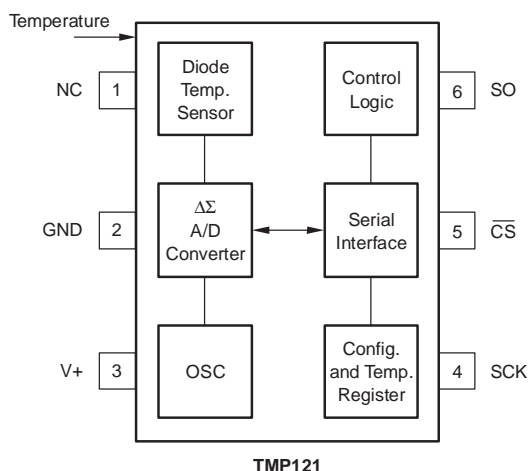 Temperature
NC
1
Diode
Temp.
Sensor
Control
Logic
6
SO
GND
2
ΔΣ
A/D
Converter
Serial
Interface
5
C̅S̅
V+
3
OSC
Config.
and Temp.
Register
4
SCK
TMP121